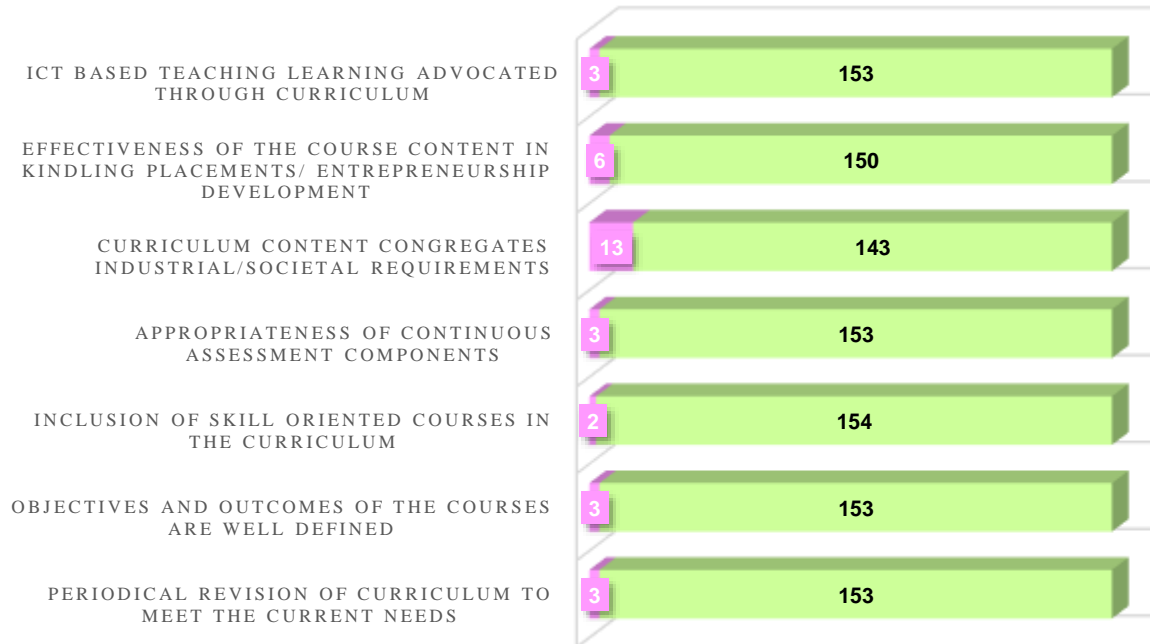 ICT BASED TEACHING LEARNING ADVOCATED
THROUGH CURRICULUM
3 153
EFFECTIVENESS OF THE COURSE CONTENT IN
KINDLING PLACEMENTS/ ENTREPRENEURSHIP
DEVELOPMENT
6 150
CURRICULUM CONTENT CONGREGATES
INDUSTRIAL/SOCIETAL REQUIREMENTS
13 143
APPROPRIATENESS OF CONTINUOUS
ASSESSMENT COMPONENTS
3 153
INCLUSION OF SKILL ORIENTED COURSES IN
THE CURRICULUM
2 154
OBJECTIVES AND OUTCOMES OF THE COURSES
ARE WELL DEFINED
3 153
PERIODICAL REVISION OF CURRICULUM TO
MEET THE CURRENT NEEDS
3 153